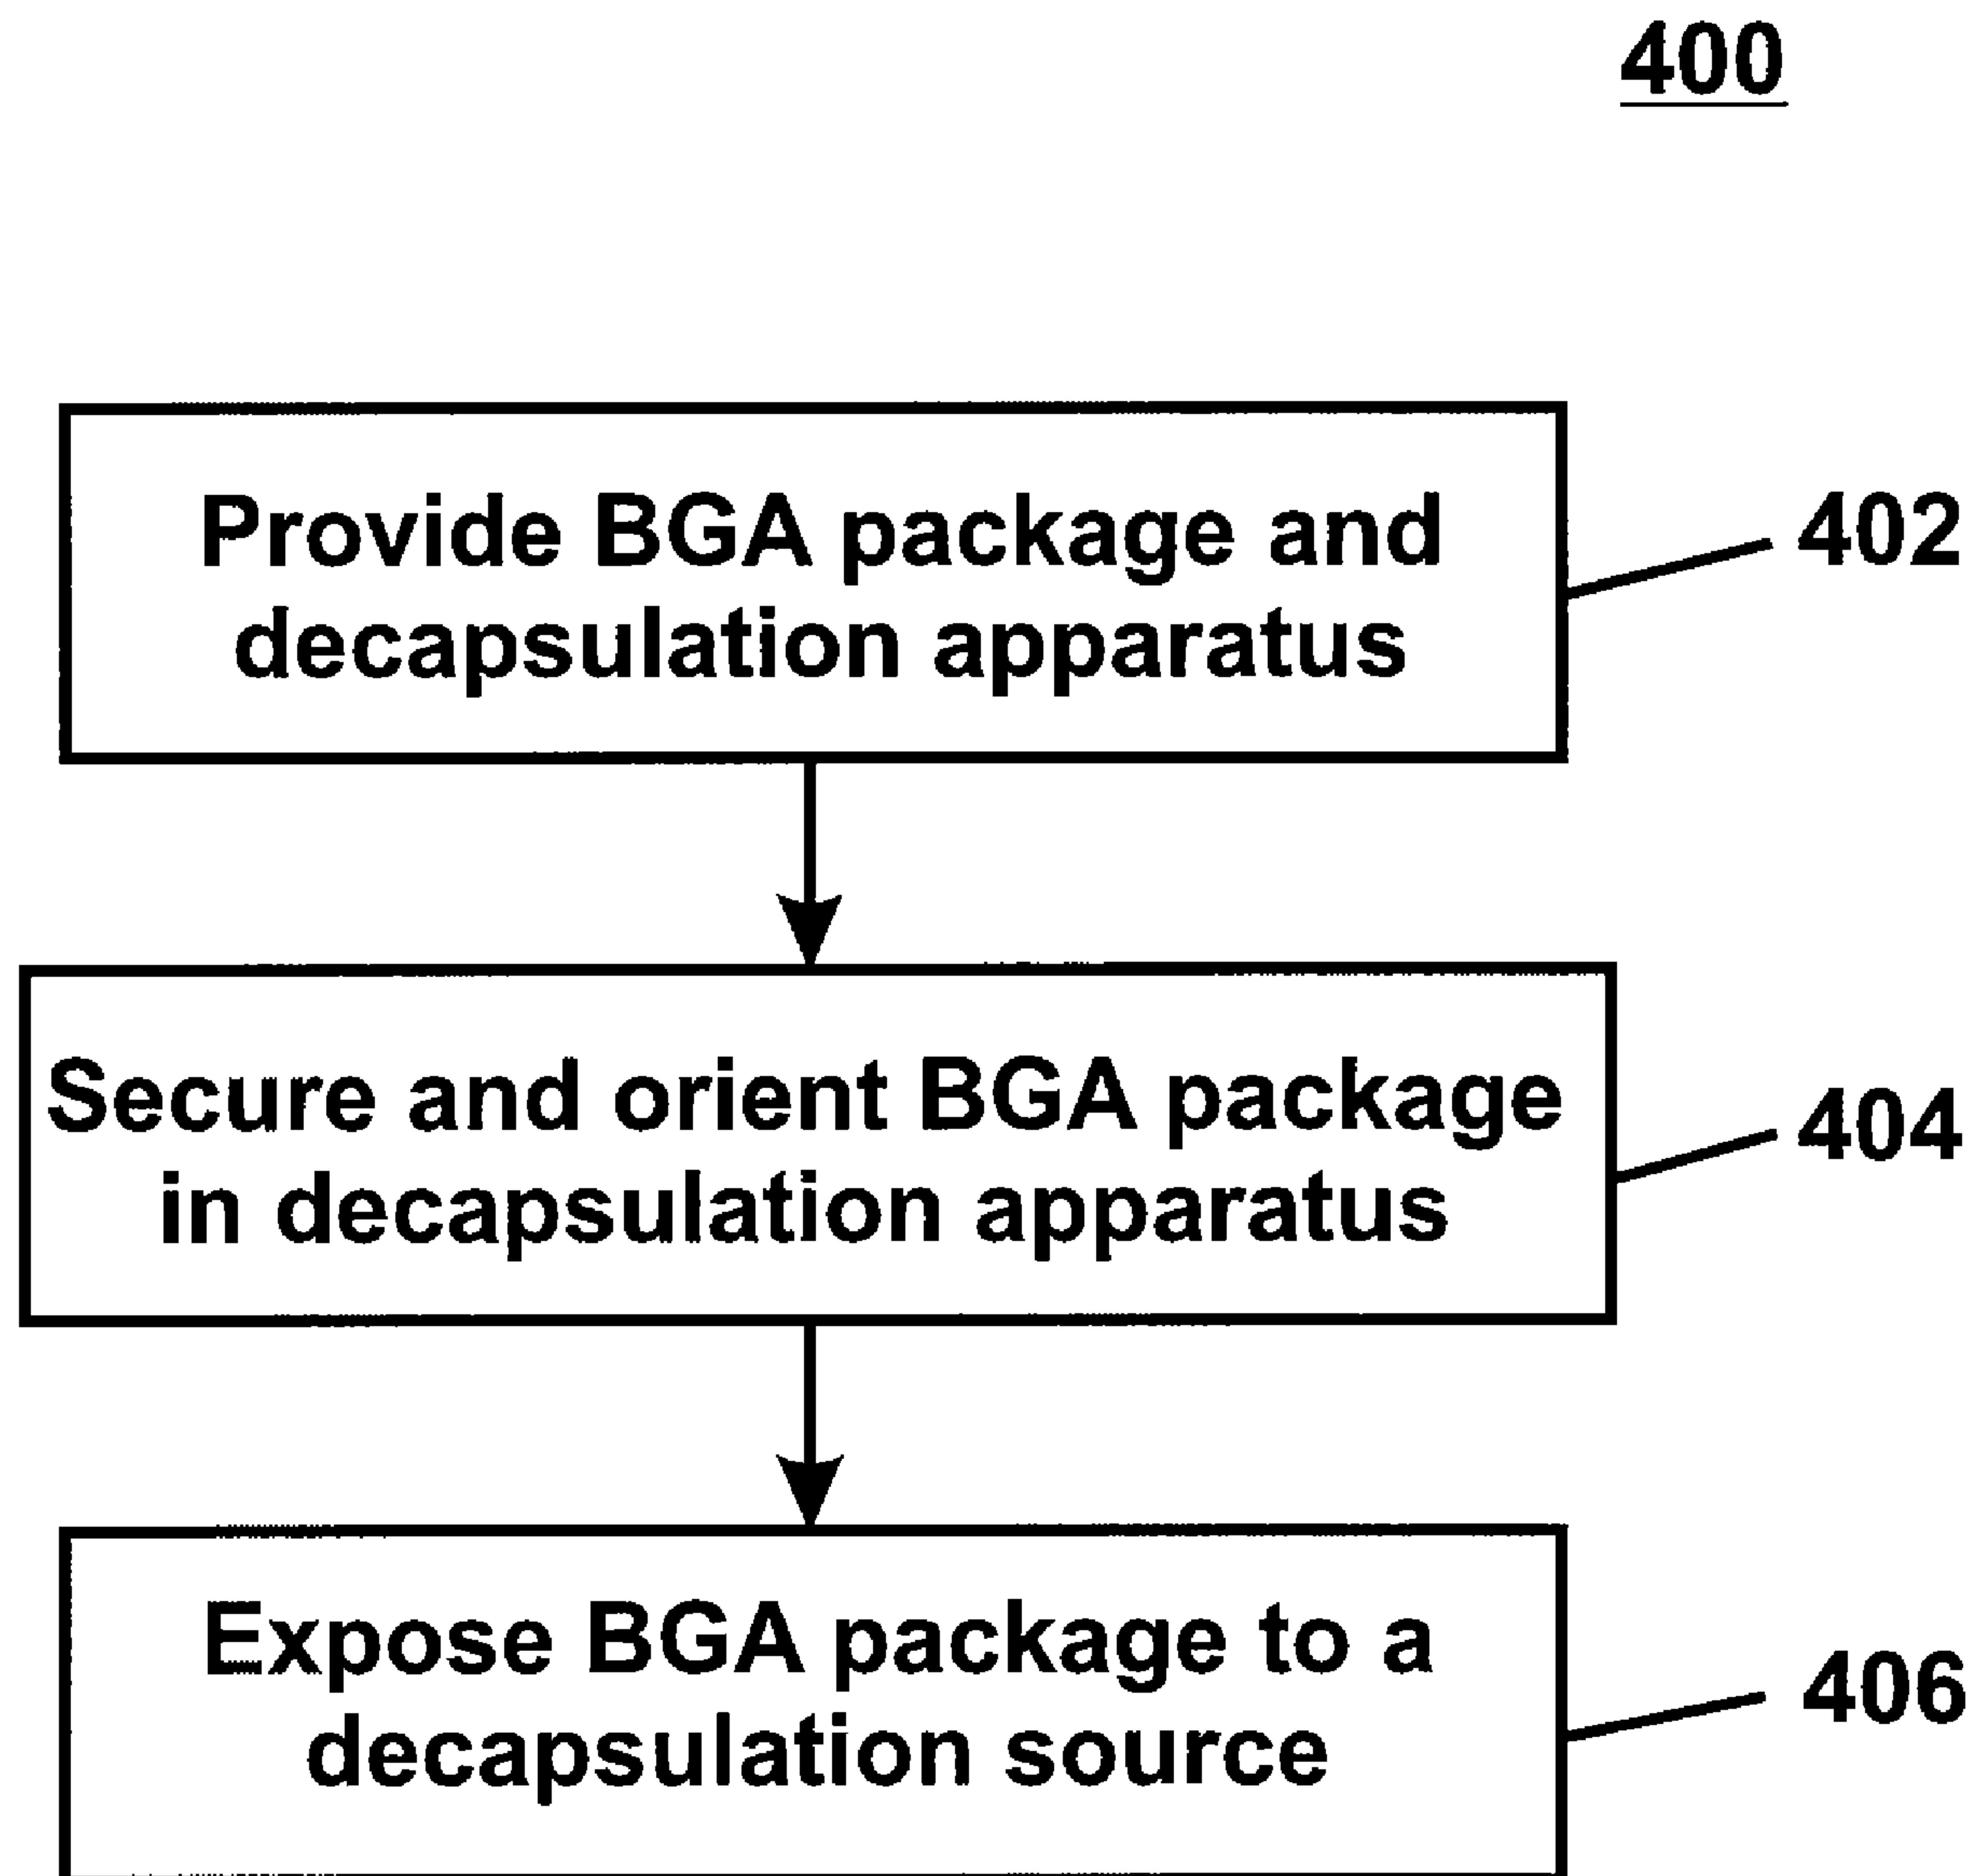 400
Provide BGA package and
decapsulation apparatus
402
Secure and orient BGA package
in decapsulation apparatus
404
Expose BGA package to a
decapsulation source
406